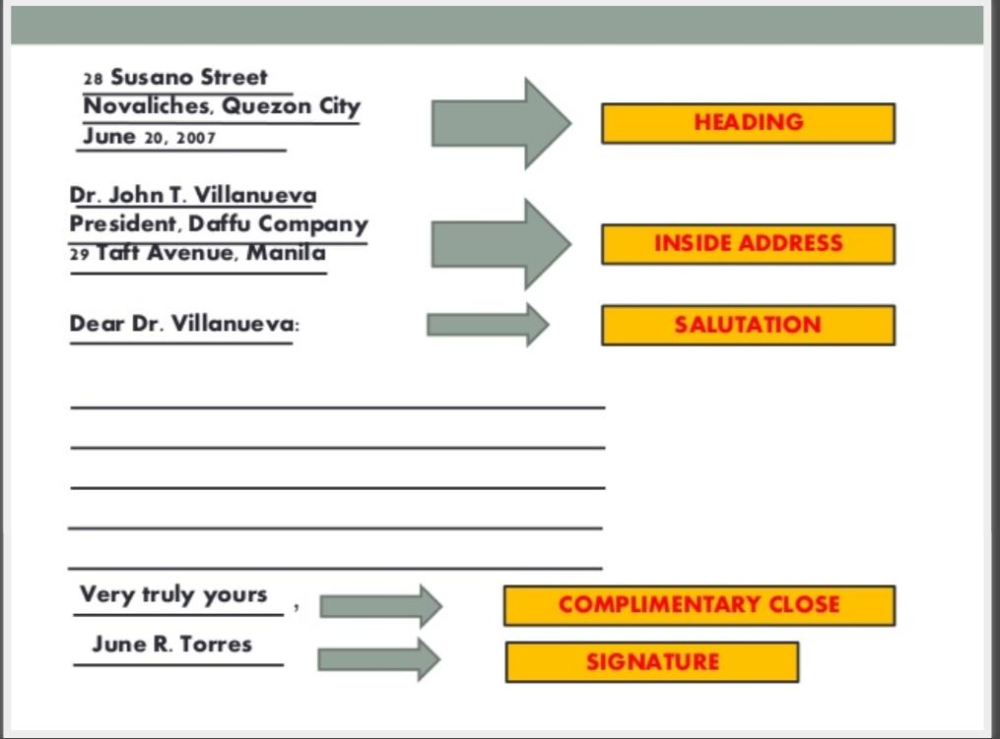 28 Susano Street
Novaliches, Quezon City
June 20, 2007
HEADING
Dr. John T. Villanueva
President, Daffu Company
29 Taft Avenue, Manila
INSIDE ADDRESS
Dear Dr. Villanueva:
SALUTATION
Very truly yours ,
COMPLIMENTARY CLOSE
June R. Torres
SIGNATURE